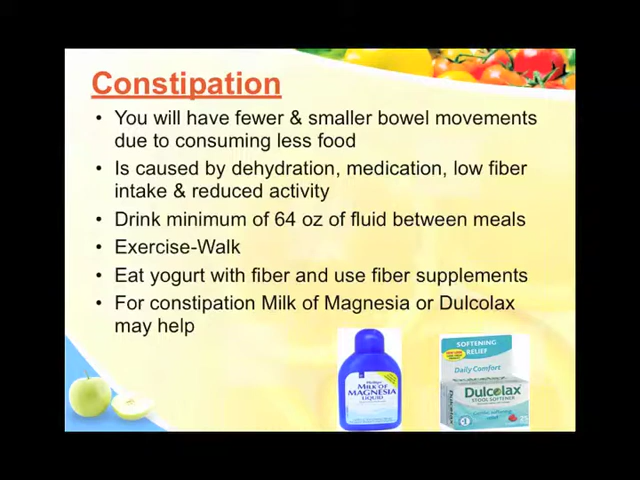 Constipation
• You will have fewer & smaller bowel movements
due to consuming less food
• Is caused by dehydration, medication, low fiber
intake & reduced activity
• Drink minimum of 64 oz of fluid between meals
• Exercise-Walk
• Eat yogurt with fiber and use fiber supplements
• For constipation Milk of Magnesia or Dulcolax
may help
MILK OF
MAGNESIA
LIQUID
SOFTENING
RELIEF
Daily Comfort
Dulcolax
STOOL SOFTENER